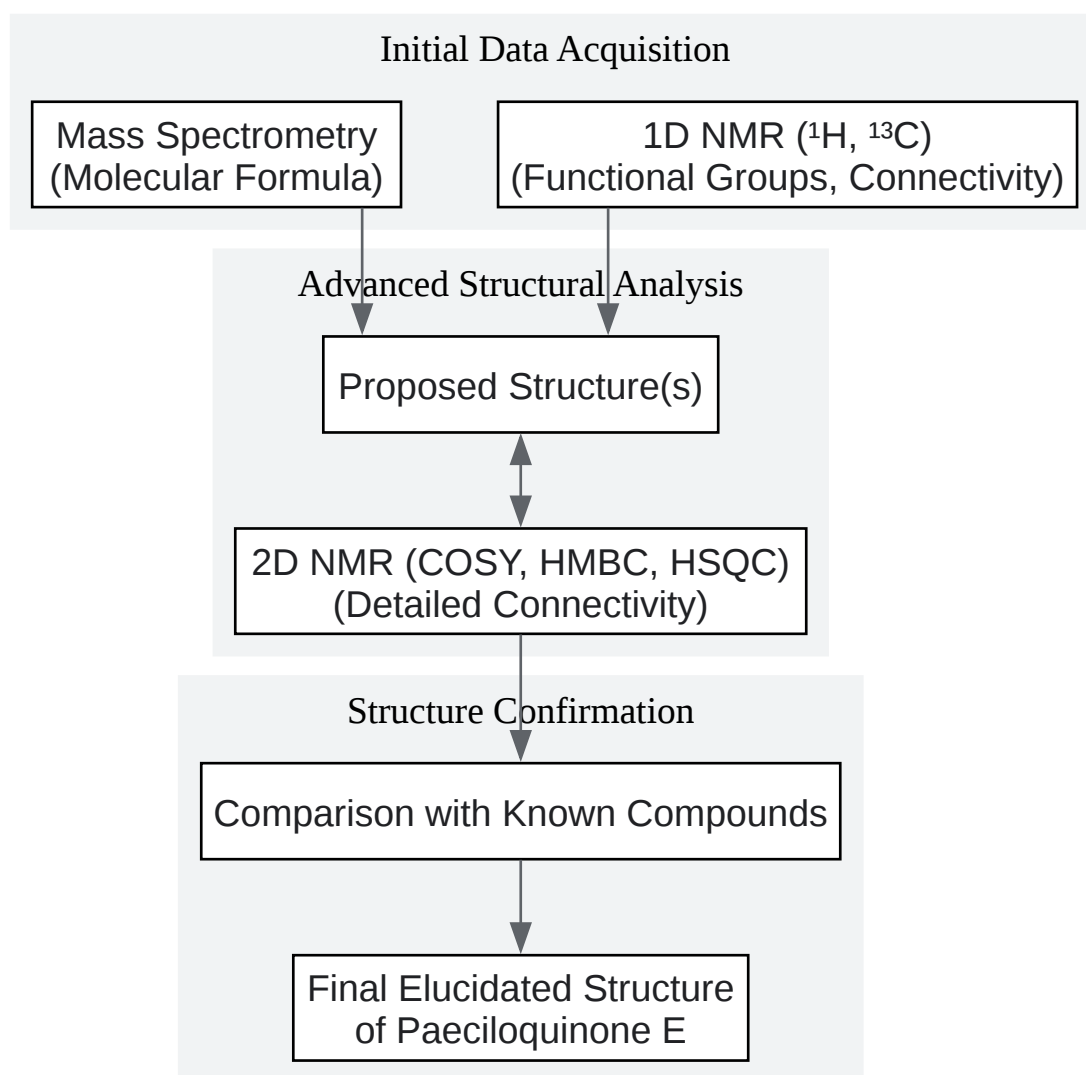 Initial Data Acquisition
Mass Spectrometry
(Molecular Formula)
1D NMR (¹H, ¹³C)
(Functional Groups, Connectivity)
Advanced Structural Analysis
Proposed Structure(s)
2D NMR (COSY, HMBC, HSQC)
(Detailed Connectivity)
Structure Confirmation
Comparison with Known Compounds
Final Elucidated Structure
of Paeciloquinone E